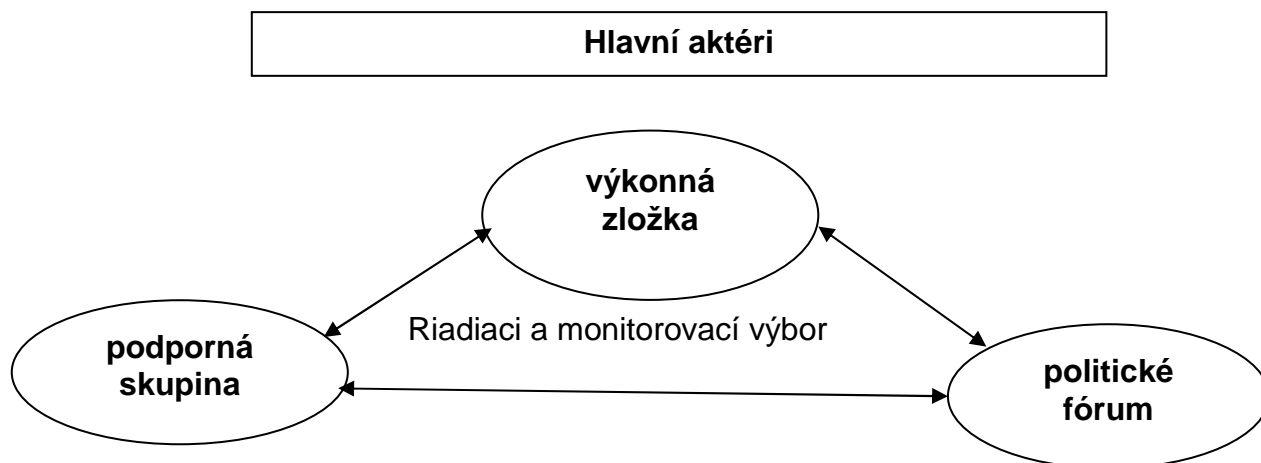 Hlavní aktéri
výkonná
zložka
Riadiaci a monitorovací výbor
podporná
skupina
politické
fórum